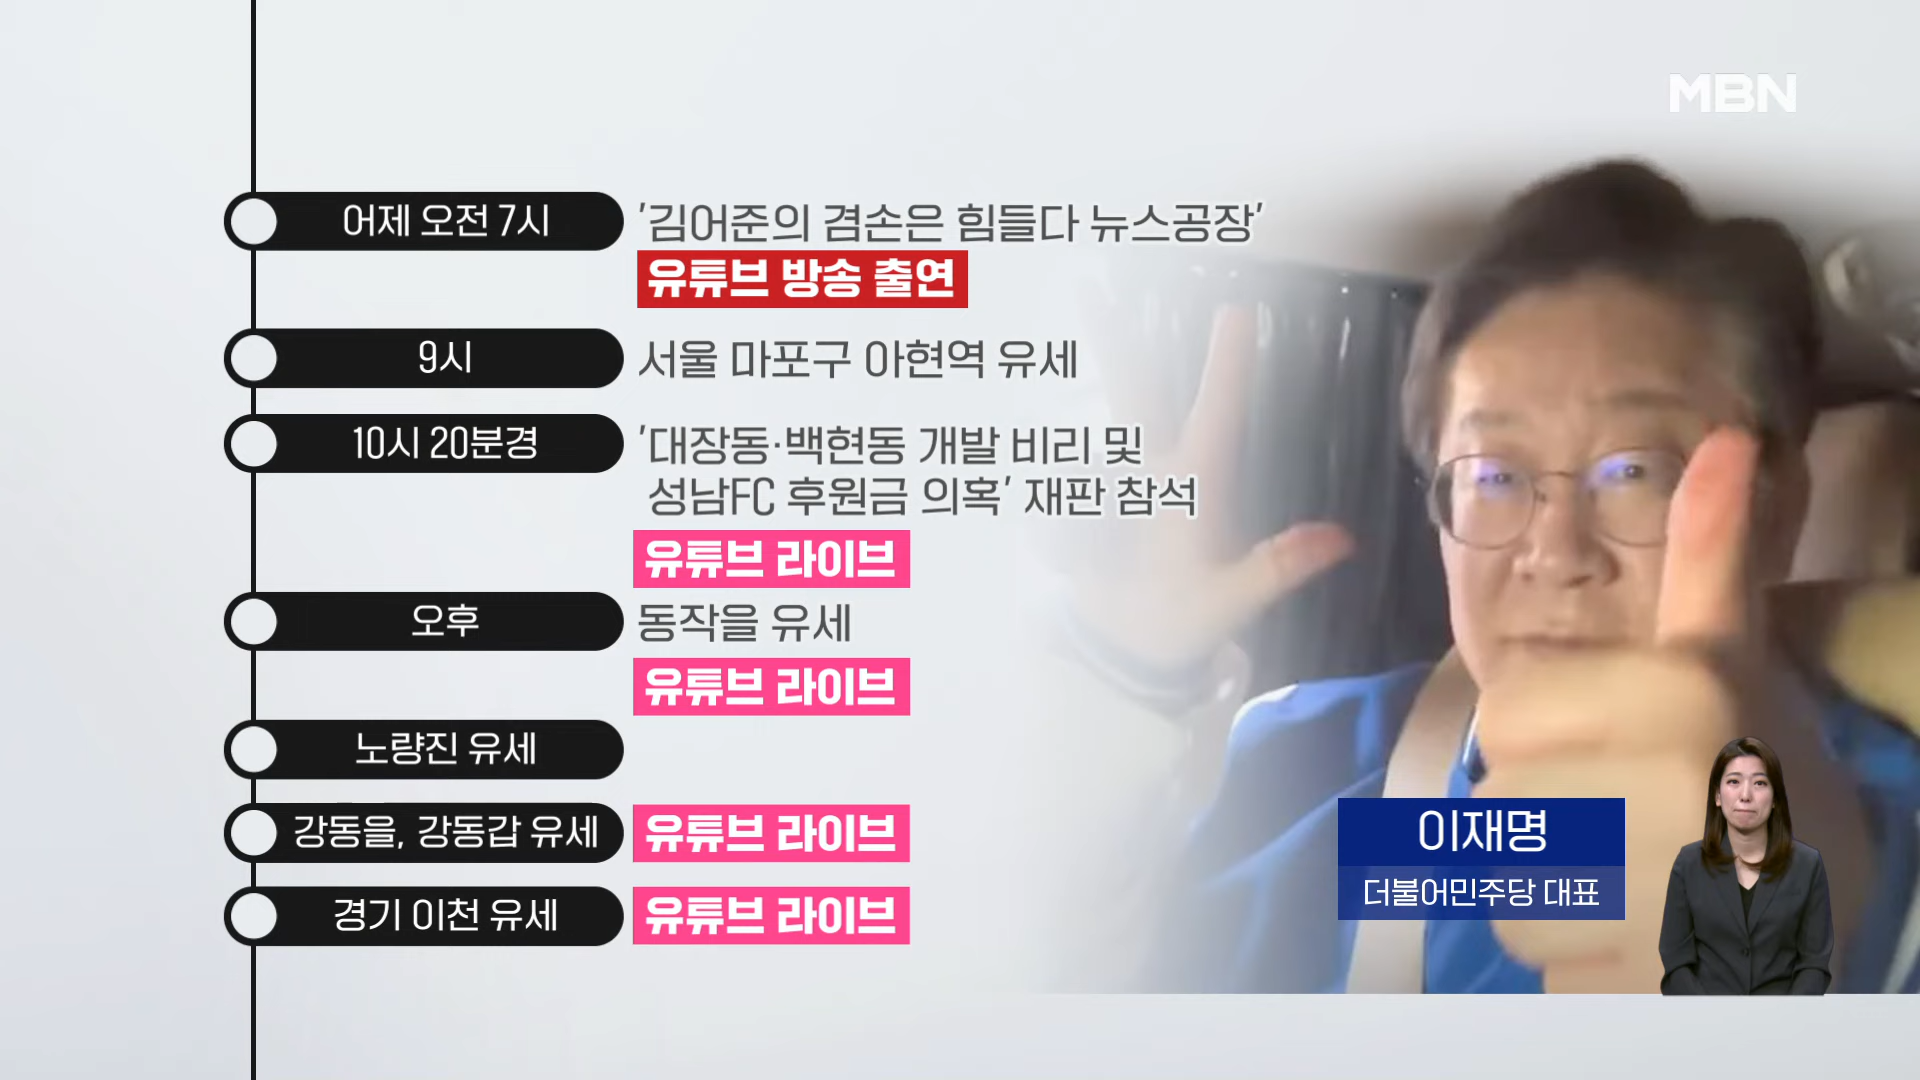 MBN
어제 오전 7시
'김어준의 겸손은 힘들다 뉴스공장'
유튜브 방송 출연
9시
서울 마포구 아현역 유세
10시 20분경
'대장동·백현동 개발 비리 및
성남FC 후원금 의혹' 재판 참석
유튜브 라이브
오후
동작을 유세
유튜브 라이브
노량진 유세
강동을, 강동갑 유세
유튜브 라이브
경기 이천 유세
유튜브 라이브
이재명
더불어민주당 대표